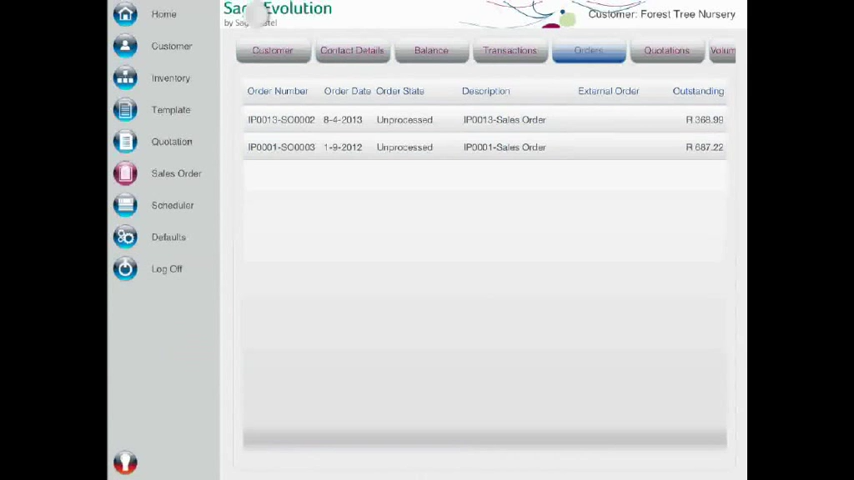 Home
Customer
Inventory
Template
Quotation
Sales Order
Scheduler
Defaults
Log Off
Evolution
by
Customer: Forest Tree Nursery
Customer Contact Details Balance Transactions Orders Quotations
Order Number Order Date Order State Description External Order Outstanding
IP0013-SO0002 8-4-2013 Unprocessed IP0013-Sales Order R 368.99
IP0001-SO0003 1-9-2012 Unprocessed IP0001-Sales Order R 687.22